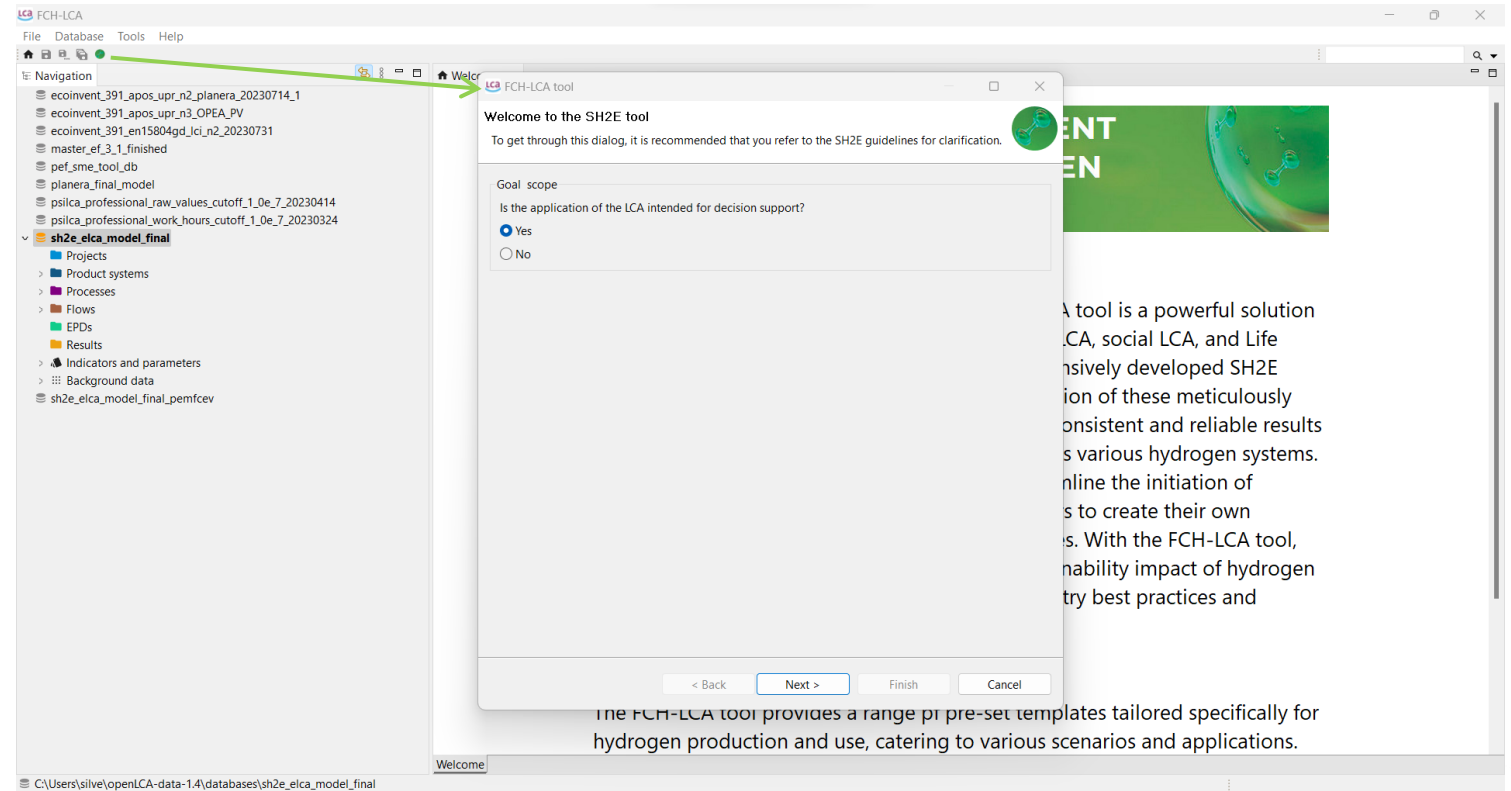 LCA FCH-LCA
File Database Tools Help
Navigation
Welc
ecoinvent_391_apos_upr_n2_planera_20230714_1
ecoinvent_391_apos_upr_n3_OPEA_PV
ecoinvent_391_en15804gd_lci_n2_20230731
master_ef_3_1_finished
pef_sme_tool_db
planera_final_model
psilca_professional_raw_values_cutoff_1_0e_7_20230414
psilca_professional_work_hours_cutoff_1_0e_7_20230324
sh2e_elca_model_final
Projects
Product systems
Processes
Flows
EPDs
Results
Indicators and parameters
Background data
sh2e_elca_model_final_pemfcev
LCA FCH-LCA tool
Welcome to the SH2E tool
To get through this dialog, it is recommended that you refer to the SH2E guidelines for clarification.
Goal scope
Is the application of the LCA intended for decision support?
Yes
No
< Back Next > Finish Cancel
ENT
EN
A tool is a powerful solution
LCA, social LCA, and Life
nsively developed SH2E
ion of these meticulously
onsistent and reliable results
s various hydrogen systems.
mline the initiation of
s to create their own
es. With the FCH-LCA tool,
nability impact of hydrogen
try best practices and
The FCH-LCA tool provides a range of pre-set templates tailored specifically for
hydrogen production and use, catering to various scenarios and applications.
Welcome
C:\Users\silve\openLCA-data-1.4\databases\sh2e_elca_model_final